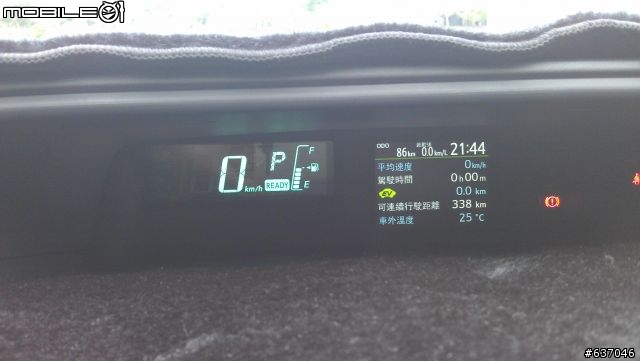 MOBILE01
0 km/h
P
READY
F
E
ODO 86km 0.0km/L 21:44
平均速度 0km/h
駕駛時間 0h00m
EV 0.0 km
可連續行駛距離 338 km
車外溫度 25 ℃
#637046